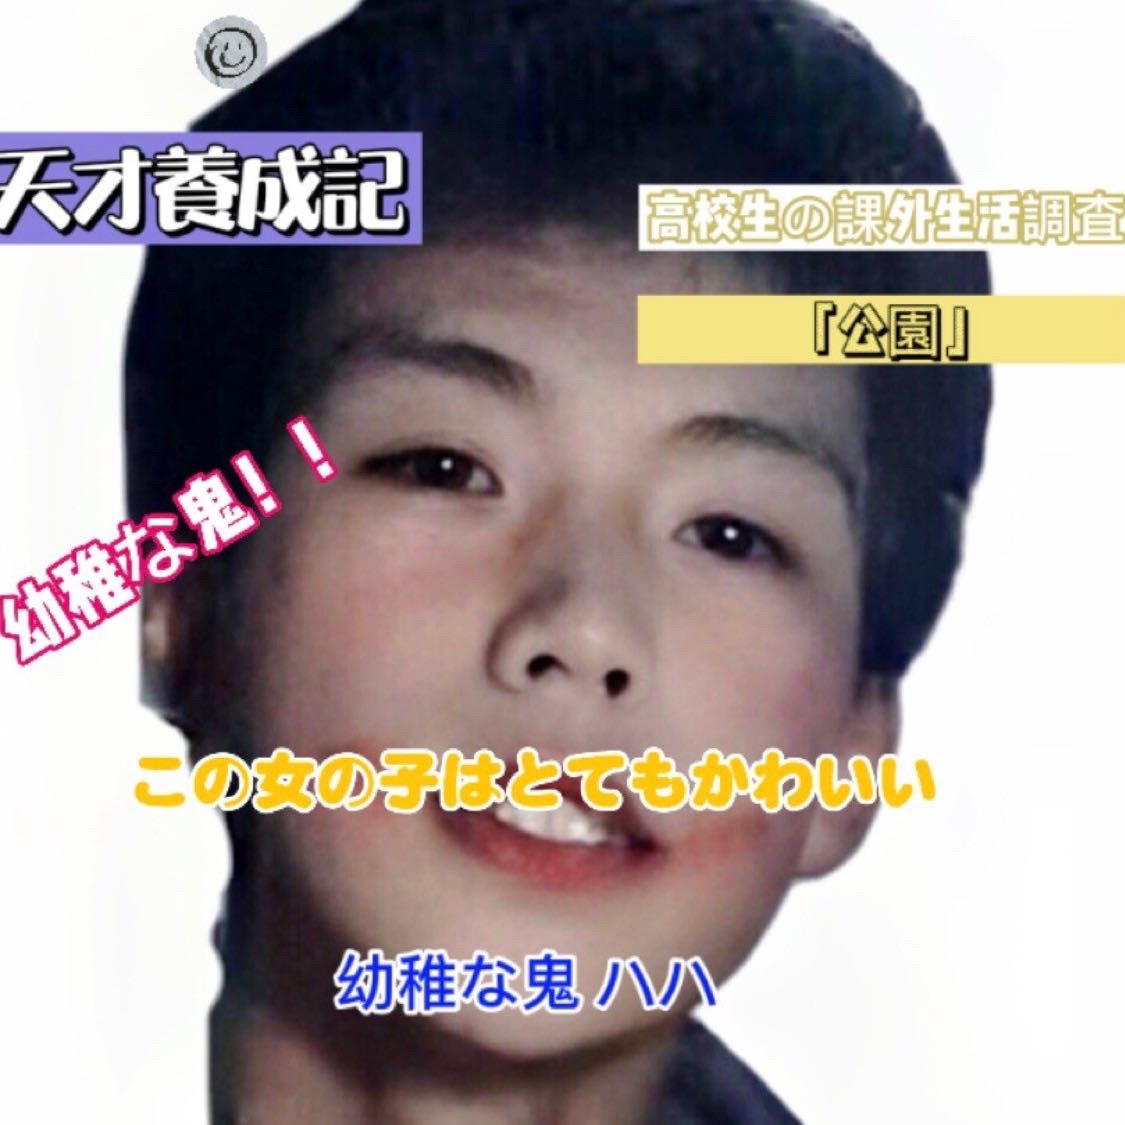 天才養成記
高校生の課外生活調査
「公園」
幼稚な鬼！！
この女の子はとてもかわいい
幼稚な鬼 ハハ